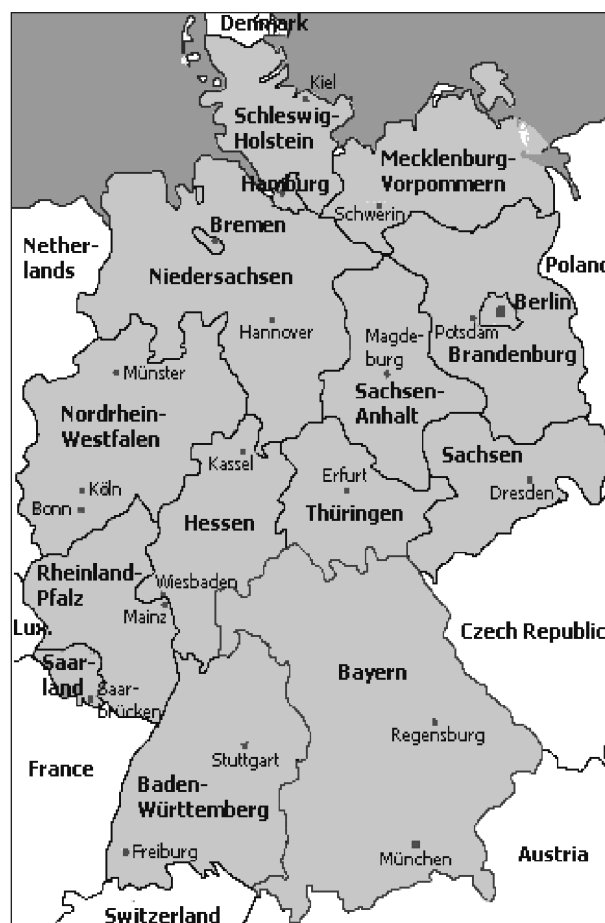 Denmark
Kiel
Schleswig-
Holstein
Mecklenburg-
Vorpommern
Hamburg
Schwerin
Bremen
Nether-
lands
Niedersachsen
Poland
Berlin
Hannover
Potsdam
Magde-
burg
Brandenburg
Münster
Sachsen-
Anhalt
Nordrhein-
Westfalen
Kassel
Sachsen
Erfurt
Dresden
Köln
Bonn
Hessen
Thüringen
Rheinland-
Pfalz
Wiesbaden
Mainz
Lux.
Czech Republic
Saar-
land
Saar-
brücken
Bayern
Regensburg
Stuttgart
France
Baden-
Württemberg
Freiburg
München
Austria
Switzerland